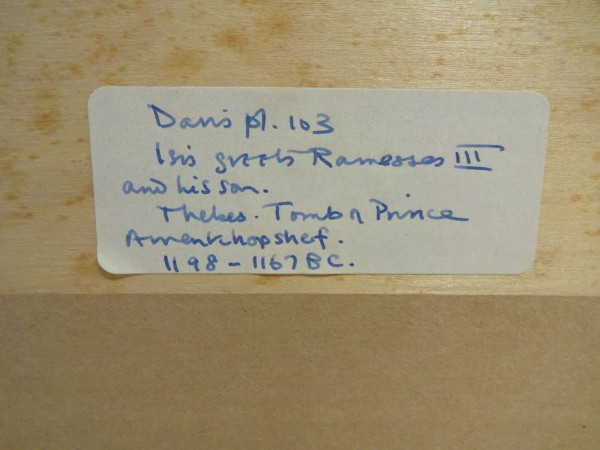 Davis pl. 103
Isis greets Ramesses III
and his son.
Thebes. Tomb of Prince
Amenkhopshef.
1198 - 1167 BC.